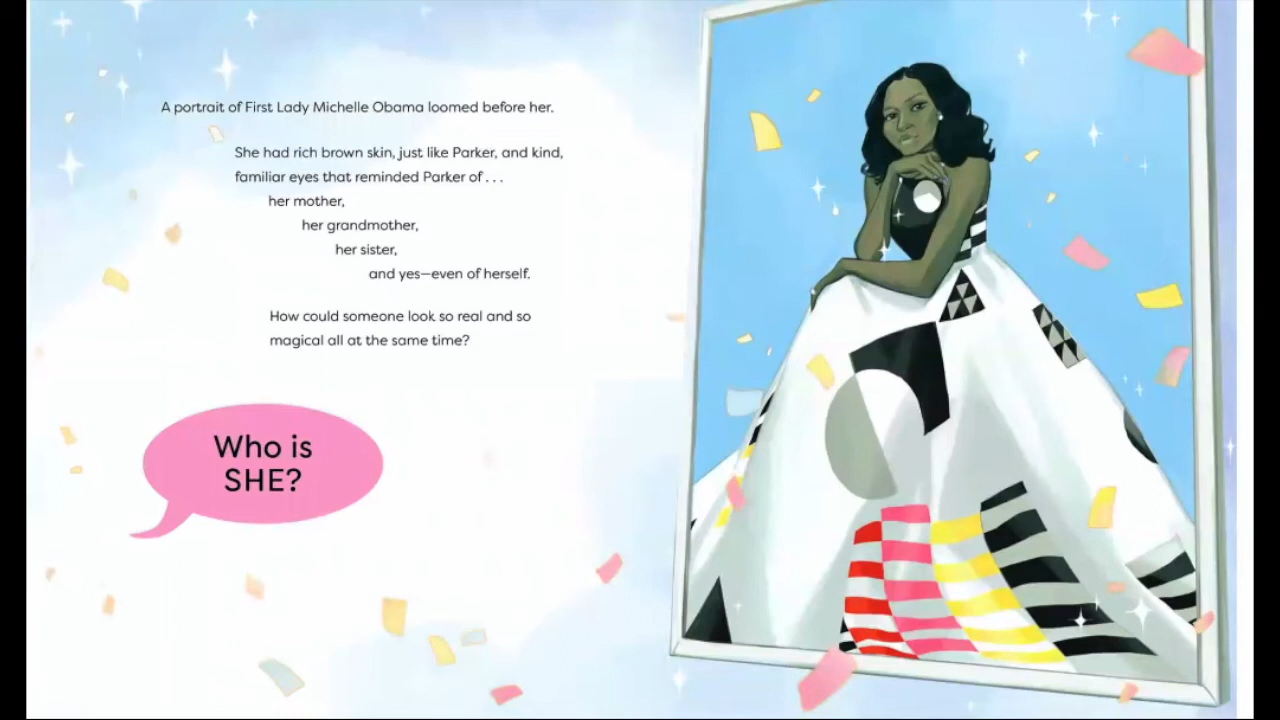 A portrait of First Lady Michelle Obama loomed before her.
She had rich brown skin, just like Parker, and kind,
familiar eyes that reminded Parker of . . .
her mother,
her grandmother,
her sister,
and yes—even of herself.
How could someone look so real and so
magical all at the same time?
Who is
SHE?